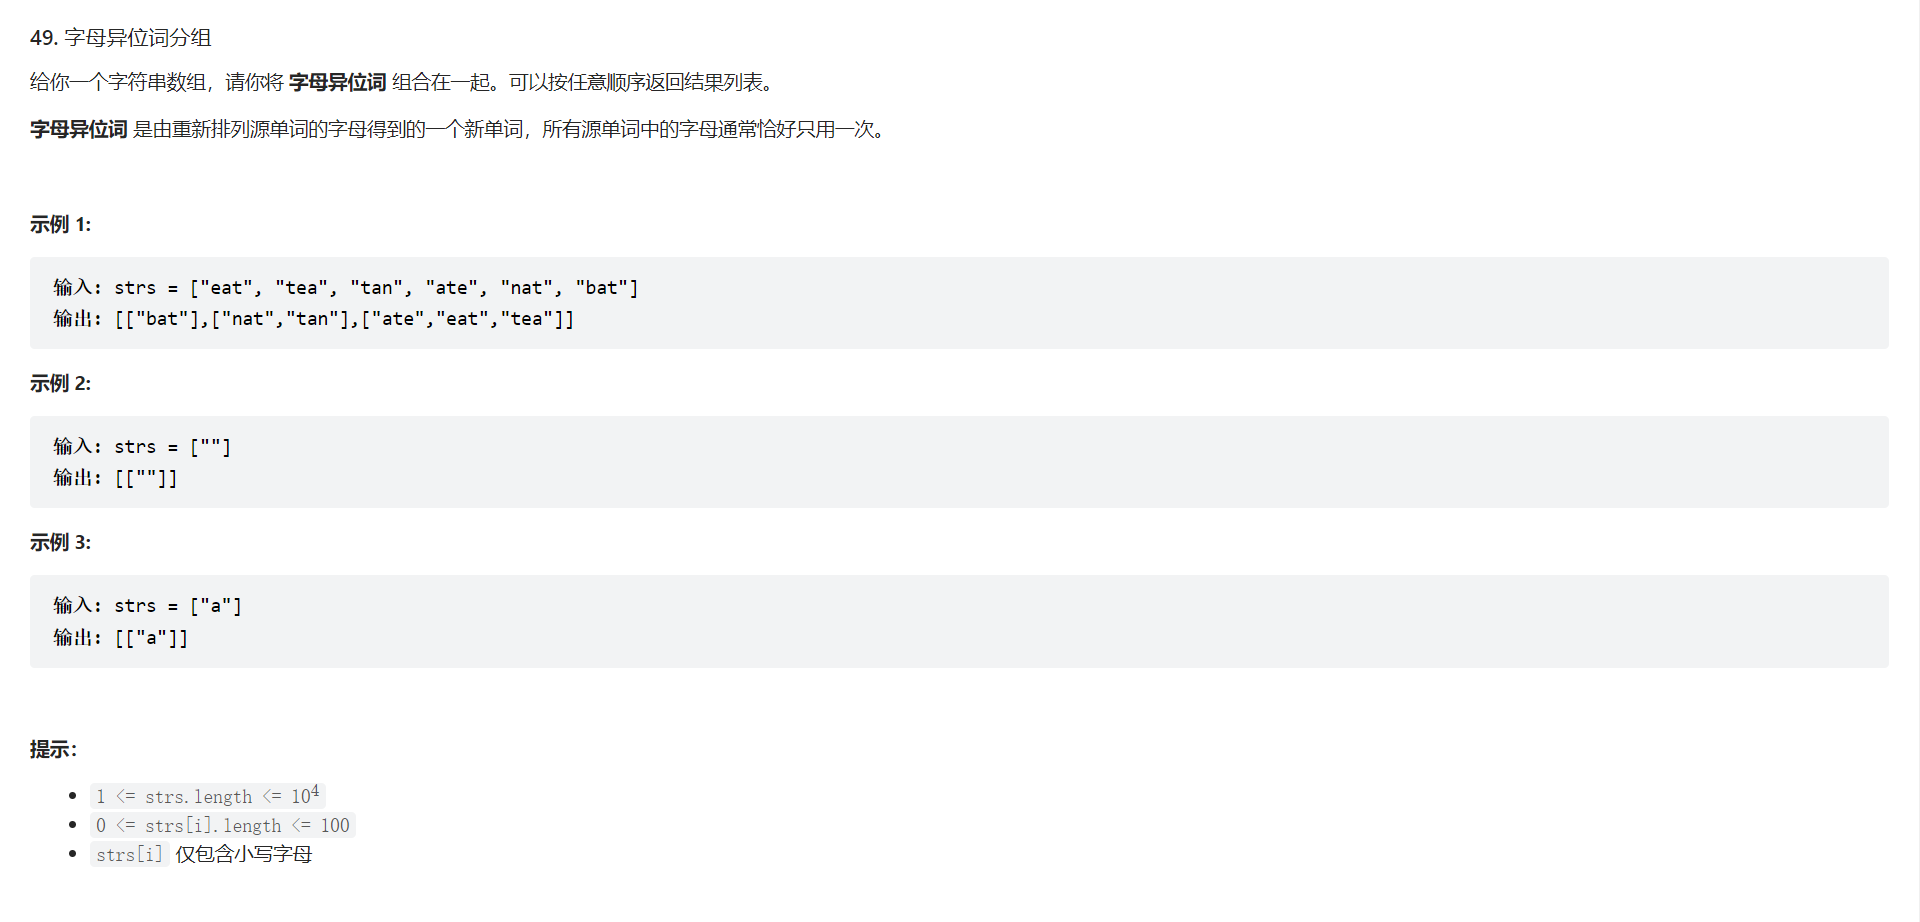 49. 字母异位词分组
给你一个字符串数组，请你将 字母异位词 组合在一起。可以按任意顺序返回结果列表。
字母异位词 是由重新排列源单词的字母得到的一个新单词，所有源单词中的字母通常恰好只用一次。
示例 1:
输入: strs = ["eat", "tea", "tan", "ate", "nat", "bat"]
输出: [["bat"],["nat","tan"],["ate","eat","tea"]]
示例 2:
输入: strs = [""]
输出: [[""]]
示例 3:
输入: strs = ["a"]
输出: [["a"]]
提示：
1 <= strs.length <= 10⁴
0 <= strs[i].length <= 100
strs[i] 仅包含小写字母